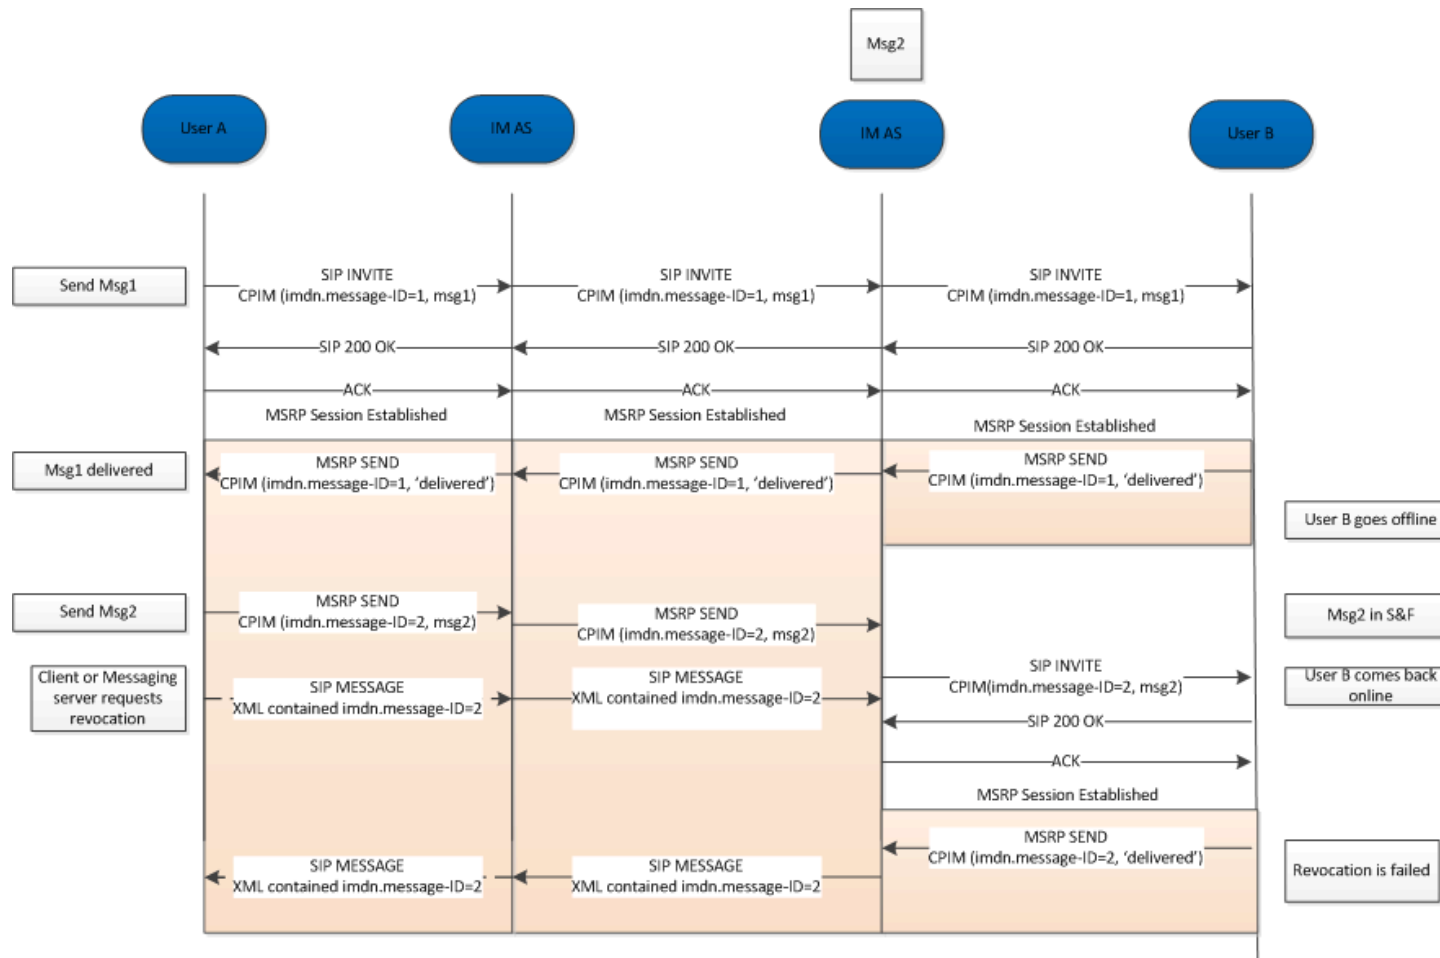 Msg2
User A
IM AS
IM AS
User B
Send Msg1
SIP INVITE
CPIM (imdn.message-ID=1, msg1)
SIP INVITE
CPIM (imdn.message-ID=1, msg1)
SIP INVITE
CPIM (imdn.message-ID=1, msg1)
SIP 200 OK
SIP 200 OK
SIP 200 OK
ACK
ACK
ACK
MSRP Session Established
MSRP Session Established
MSRP Session Established
Msg1 delivered
MSRP SEND
CPIM (imdn.message-ID=1, ‘delivered’)
MSRP SEND
CPIM (imdn.message-ID=1, ‘delivered’)
MSRP SEND
CPIM (imdn.message-ID=1, ‘delivered’)
User B goes offline
Send Msg2
MSRP SEND
CPIM (imdn.message-ID=2, msg2)
MSRP SEND
CPIM (imdn.message-ID=2, msg2)
Msg2 in S&F
Client or Messaging
server requests
revocation
SIP MESSAGE
XML contained imdn.message-ID=2
SIP MESSAGE
XML contained imdn.message-ID=2
SIP INVITE
CPIM(imdn.message-ID=2, msg2)
User B comes back
online
SIP 200 OK
ACK
MSRP Session Established
MSRP SEND
CPIM (imdn.message-ID=2, ‘delivered’)
SIP MESSAGE
XML contained imdn.message-ID=2
SIP MESSAGE
XML contained imdn.message-ID=2
Revocation is failed